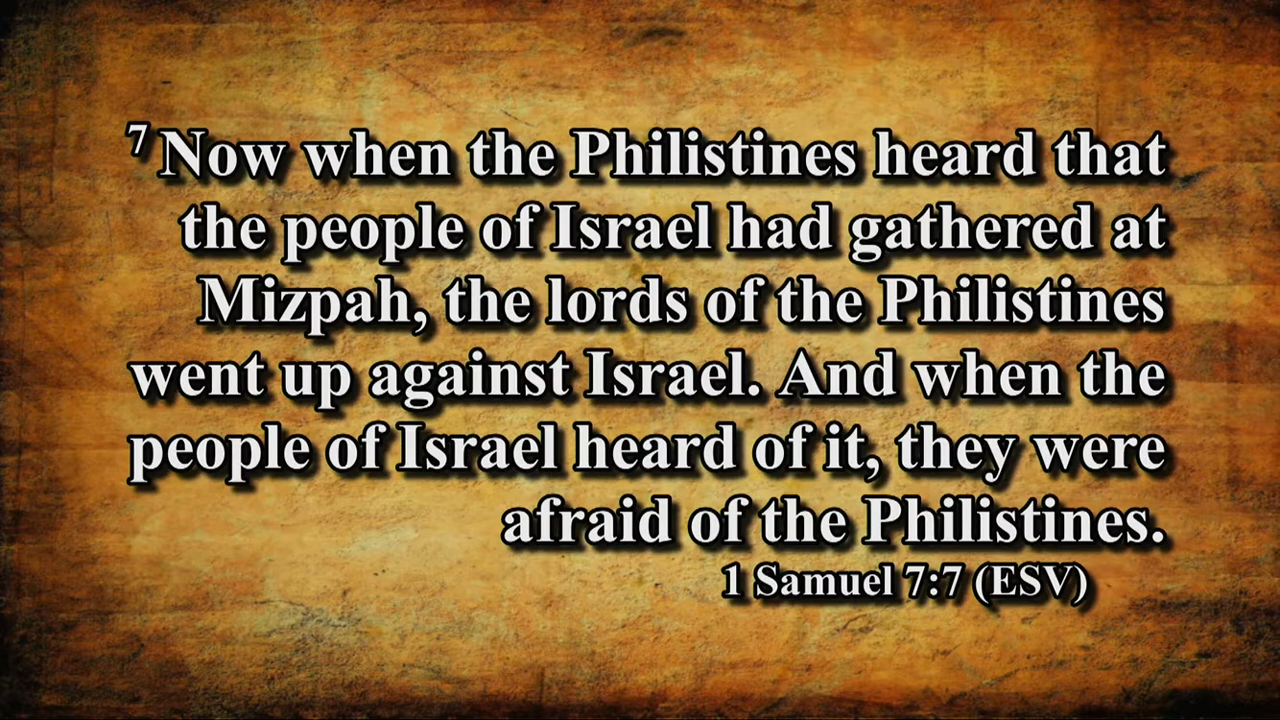 7 Now when the Philistines heard that
the people of Israel had gathered at
Mizpah, the lords of the Philistines
went up against Israel. And when the
people of Israel heard of it, they were
afraid of the Philistines.
1 Samuel 7:7 (ESV)